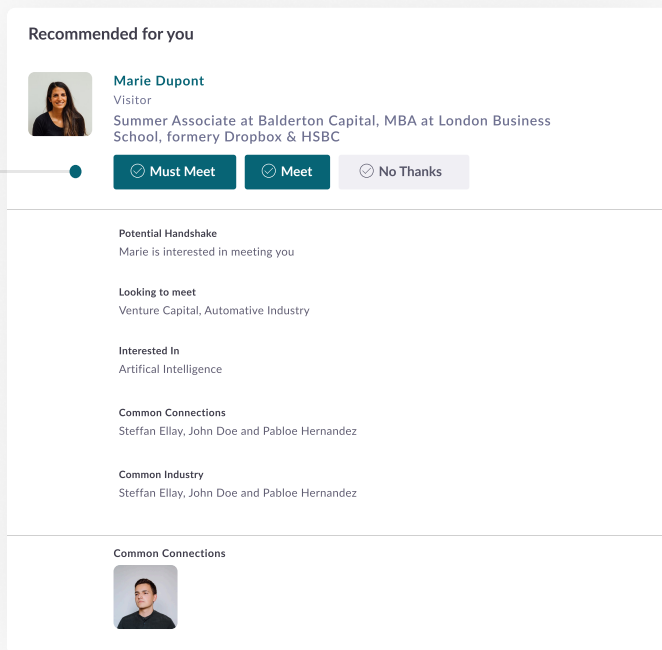 Recommended for you
Marie Dupont
Visitor
Summer Associate at Balderton Capital, MBA at London Business
School, formery Dropbox & HSBC
Must Meet
Meet
No Thanks
Potential Handshake
Marie is interested in meeting you
Looking to meet
Venture Capital, Automative Industry
Interested In
Artifical Intelligence
Common Connections
Steffan Ellay, John Doe and Pabloe Hernandez
Common Industry
Steffan Ellay, John Doe and Pabloe Hernandez
Common Connections